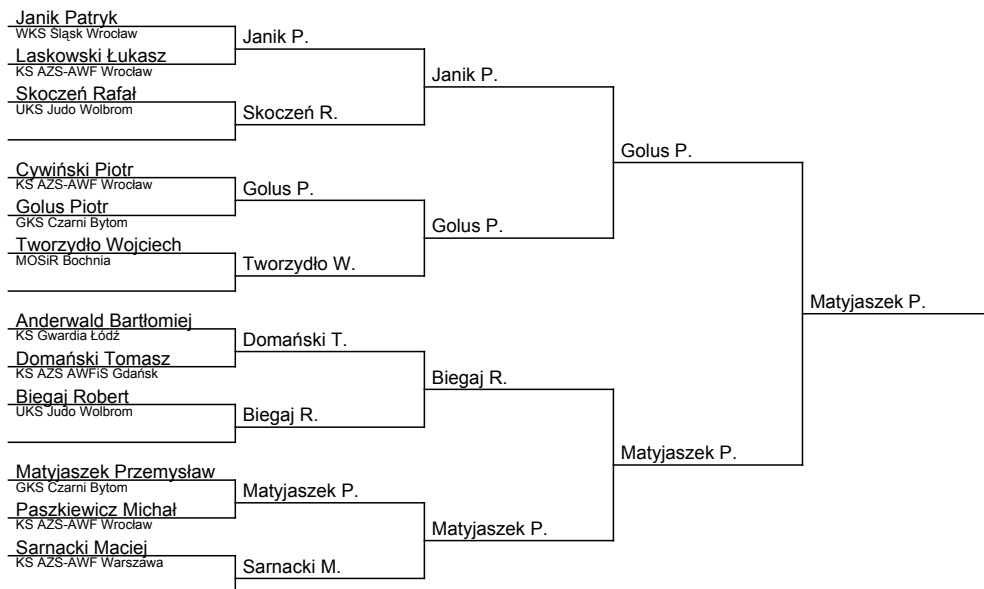 Janik Patryk
WKS Śląsk Wrocław
Laskowski Łukasz
KS AZS-AWF Wrocław
Skoczeń Rafał
UKS Judo Wolbrom
Cywiński Piotr
KS AZS-AWF Wrocław
Golus Piotr
GKS Czarni Bytom
Tworzydło Wojciech
MOSiR Bochnia
Anderwald Bartłomiej
KS Gwardia Łódź
Domański Tomasz
KS AZS AWFiS Gdańsk
Biegaj Robert
UKS Judo Wolbrom
Matyjaszek Przemysław
GKS Czarni Bytom
Paszkiewicz Michał
KS AZS-AWF Wrocław
Sarnacki Maciej
KS AZS-AWF Warszawa
Janik P.
Skoczeń R.
Golus P.
Tworzydło W.
Domański T.
Biegaj R.
Matyjaszek P.
Sarnacki M.
Janik P.
Golus P.
Biegaj R.
Matyjaszek P.
Golus P.
Matyjaszek P.
Matyjaszek P.